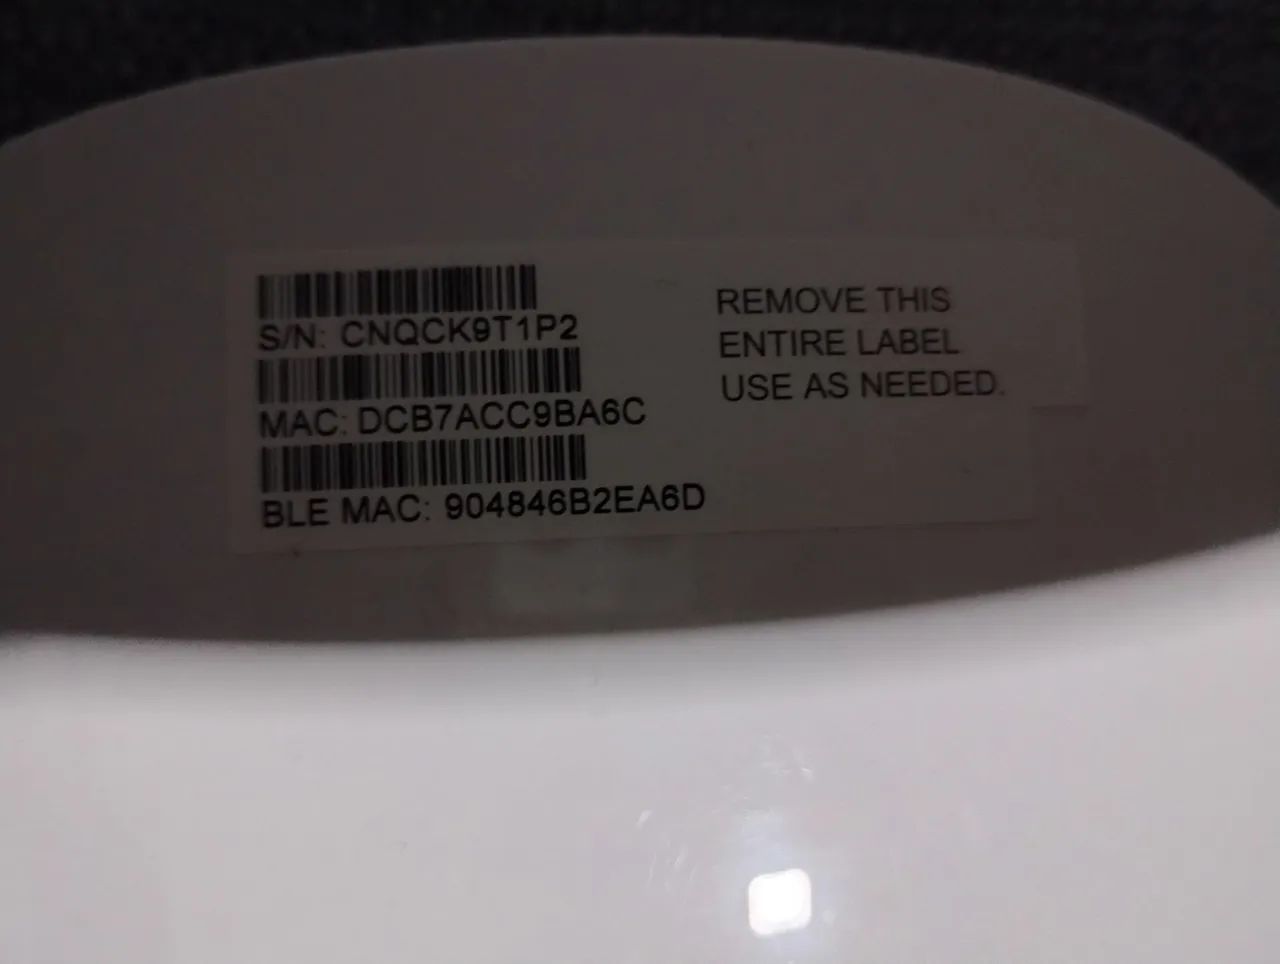 S/N: CNQCK9T1P2
MAC: DCB7ACC9BA6C
BLE MAC: 904846B2EA6D
REMOVE THIS
ENTIRE LABEL
USE AS NEEDED.